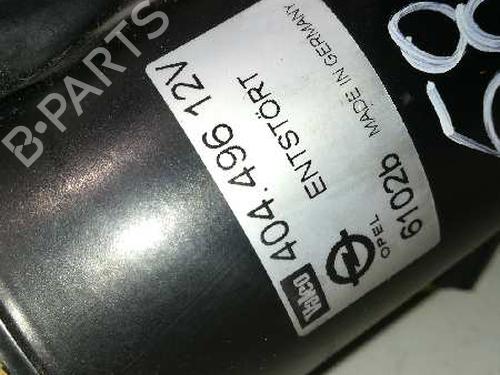 B-PARTS
Valeo 404.496 12V
ENTSTÖRT
OPEL 6102b MADE IN GERMANY